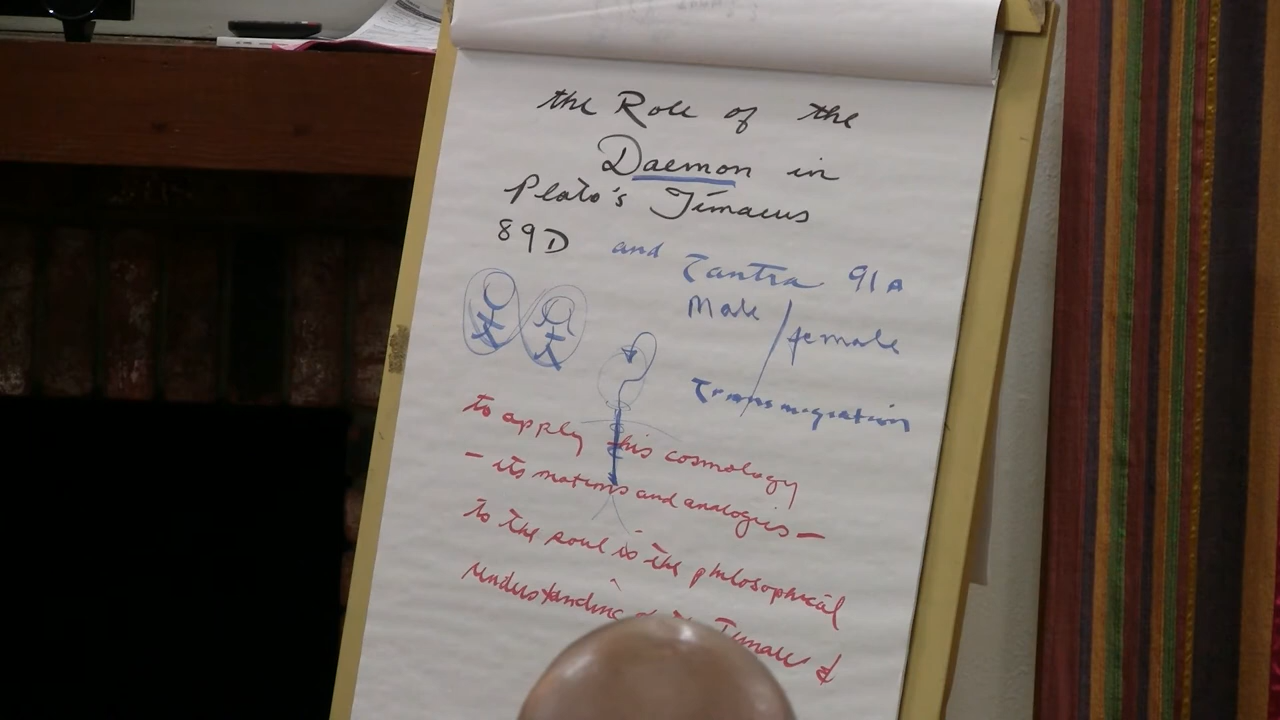 the Role of the
Daemon in
Plato's Timaeus
89D and Tantra 91A
Male / female
Transmigration
to apply this cosmology
- its motions and analogies -
to the soul is the philosophical
understanding Timaeus